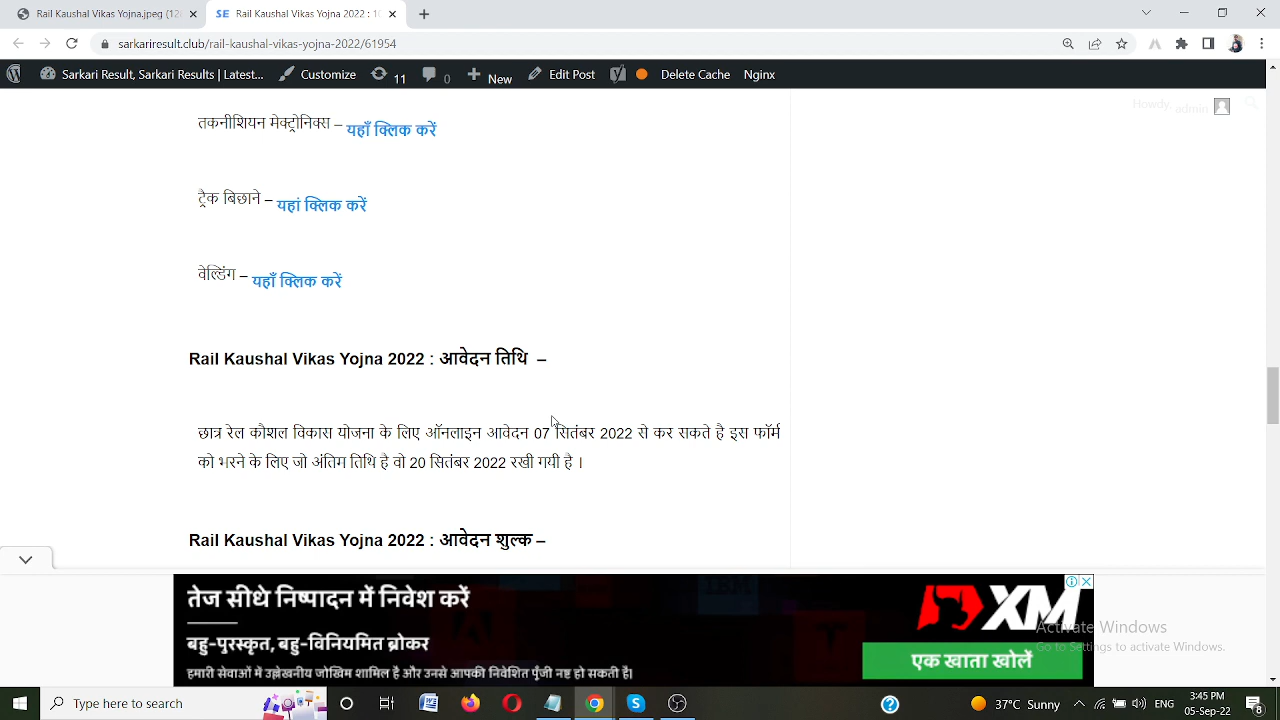 Rail Kaushal Vikas Yojna (12t
Rail Kaushal Vikas Yojna 2022 : 10
sarkariresult.club/rail-kaushal-vikas-yojna-2022/61954
Sarkari Result, Sarkari Results | Latest... Customize 11 0 New Edit Post Delete Cache Nginx
Howdy, admin
तकनीशियन मेक्ट्रोनिक्स – यहाँ क्लिक करें
ट्रैक बिछाने – यहां क्लिक करें
वेल्डिंग – यहाँ क्लिक करें
Rail Kaushal Vikas Yojna 2022 : आवेदन तिथि –
छात्र रेल कौशल विकास योजना के लिए ऑनलाइन आवेदन 07 सितंबर 2022 से कर सकते है इस फॉर्म
को भरने के लिए जो अंतिम तिथि है वो 20 सितंबर 2022 रखी गयी है ।
Rail Kaushal Vikas Yojna 2022 : आवेदन शुल्क –
तेज सीधे निष्पादन में निवेश करें
बहु-पुरस्कृत, बहु-विनियमित ब्रोकर
हमारी सेवाओं में उल्लेखनीय जोखिम शामिल है और उनसे आपकी निवेशित पूँजी नष्ट हो सकती है।
XM
एक खाता खोलें
Activate Windows
Go to Settings to activate Windows.
Type here to search
37°C Sunny
ENG
3:45 PM
05-Sep-22
8